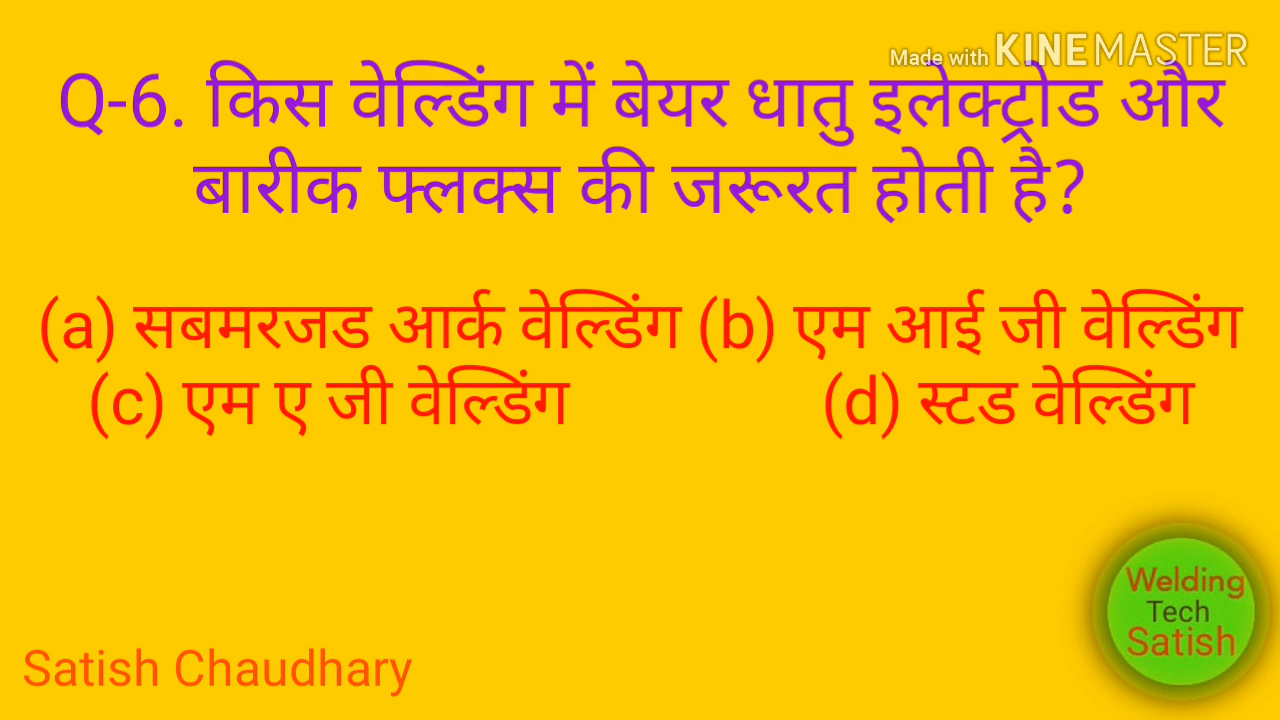 Made with KINEMASTER
Q-6. किस वेल्डिंग में बेयर धातु इलेक्ट्रोड और
बारीक फ्लक्स की जरूरत होती है?
(a) सबमरजड आर्क वेल्डिंग (b) एम आई जी वेल्डिंग
(c) एम ए जी वेल्डिंग (d) स्टड वेल्डिंग
Welding
Tech
Satish
Satish Chaudhary